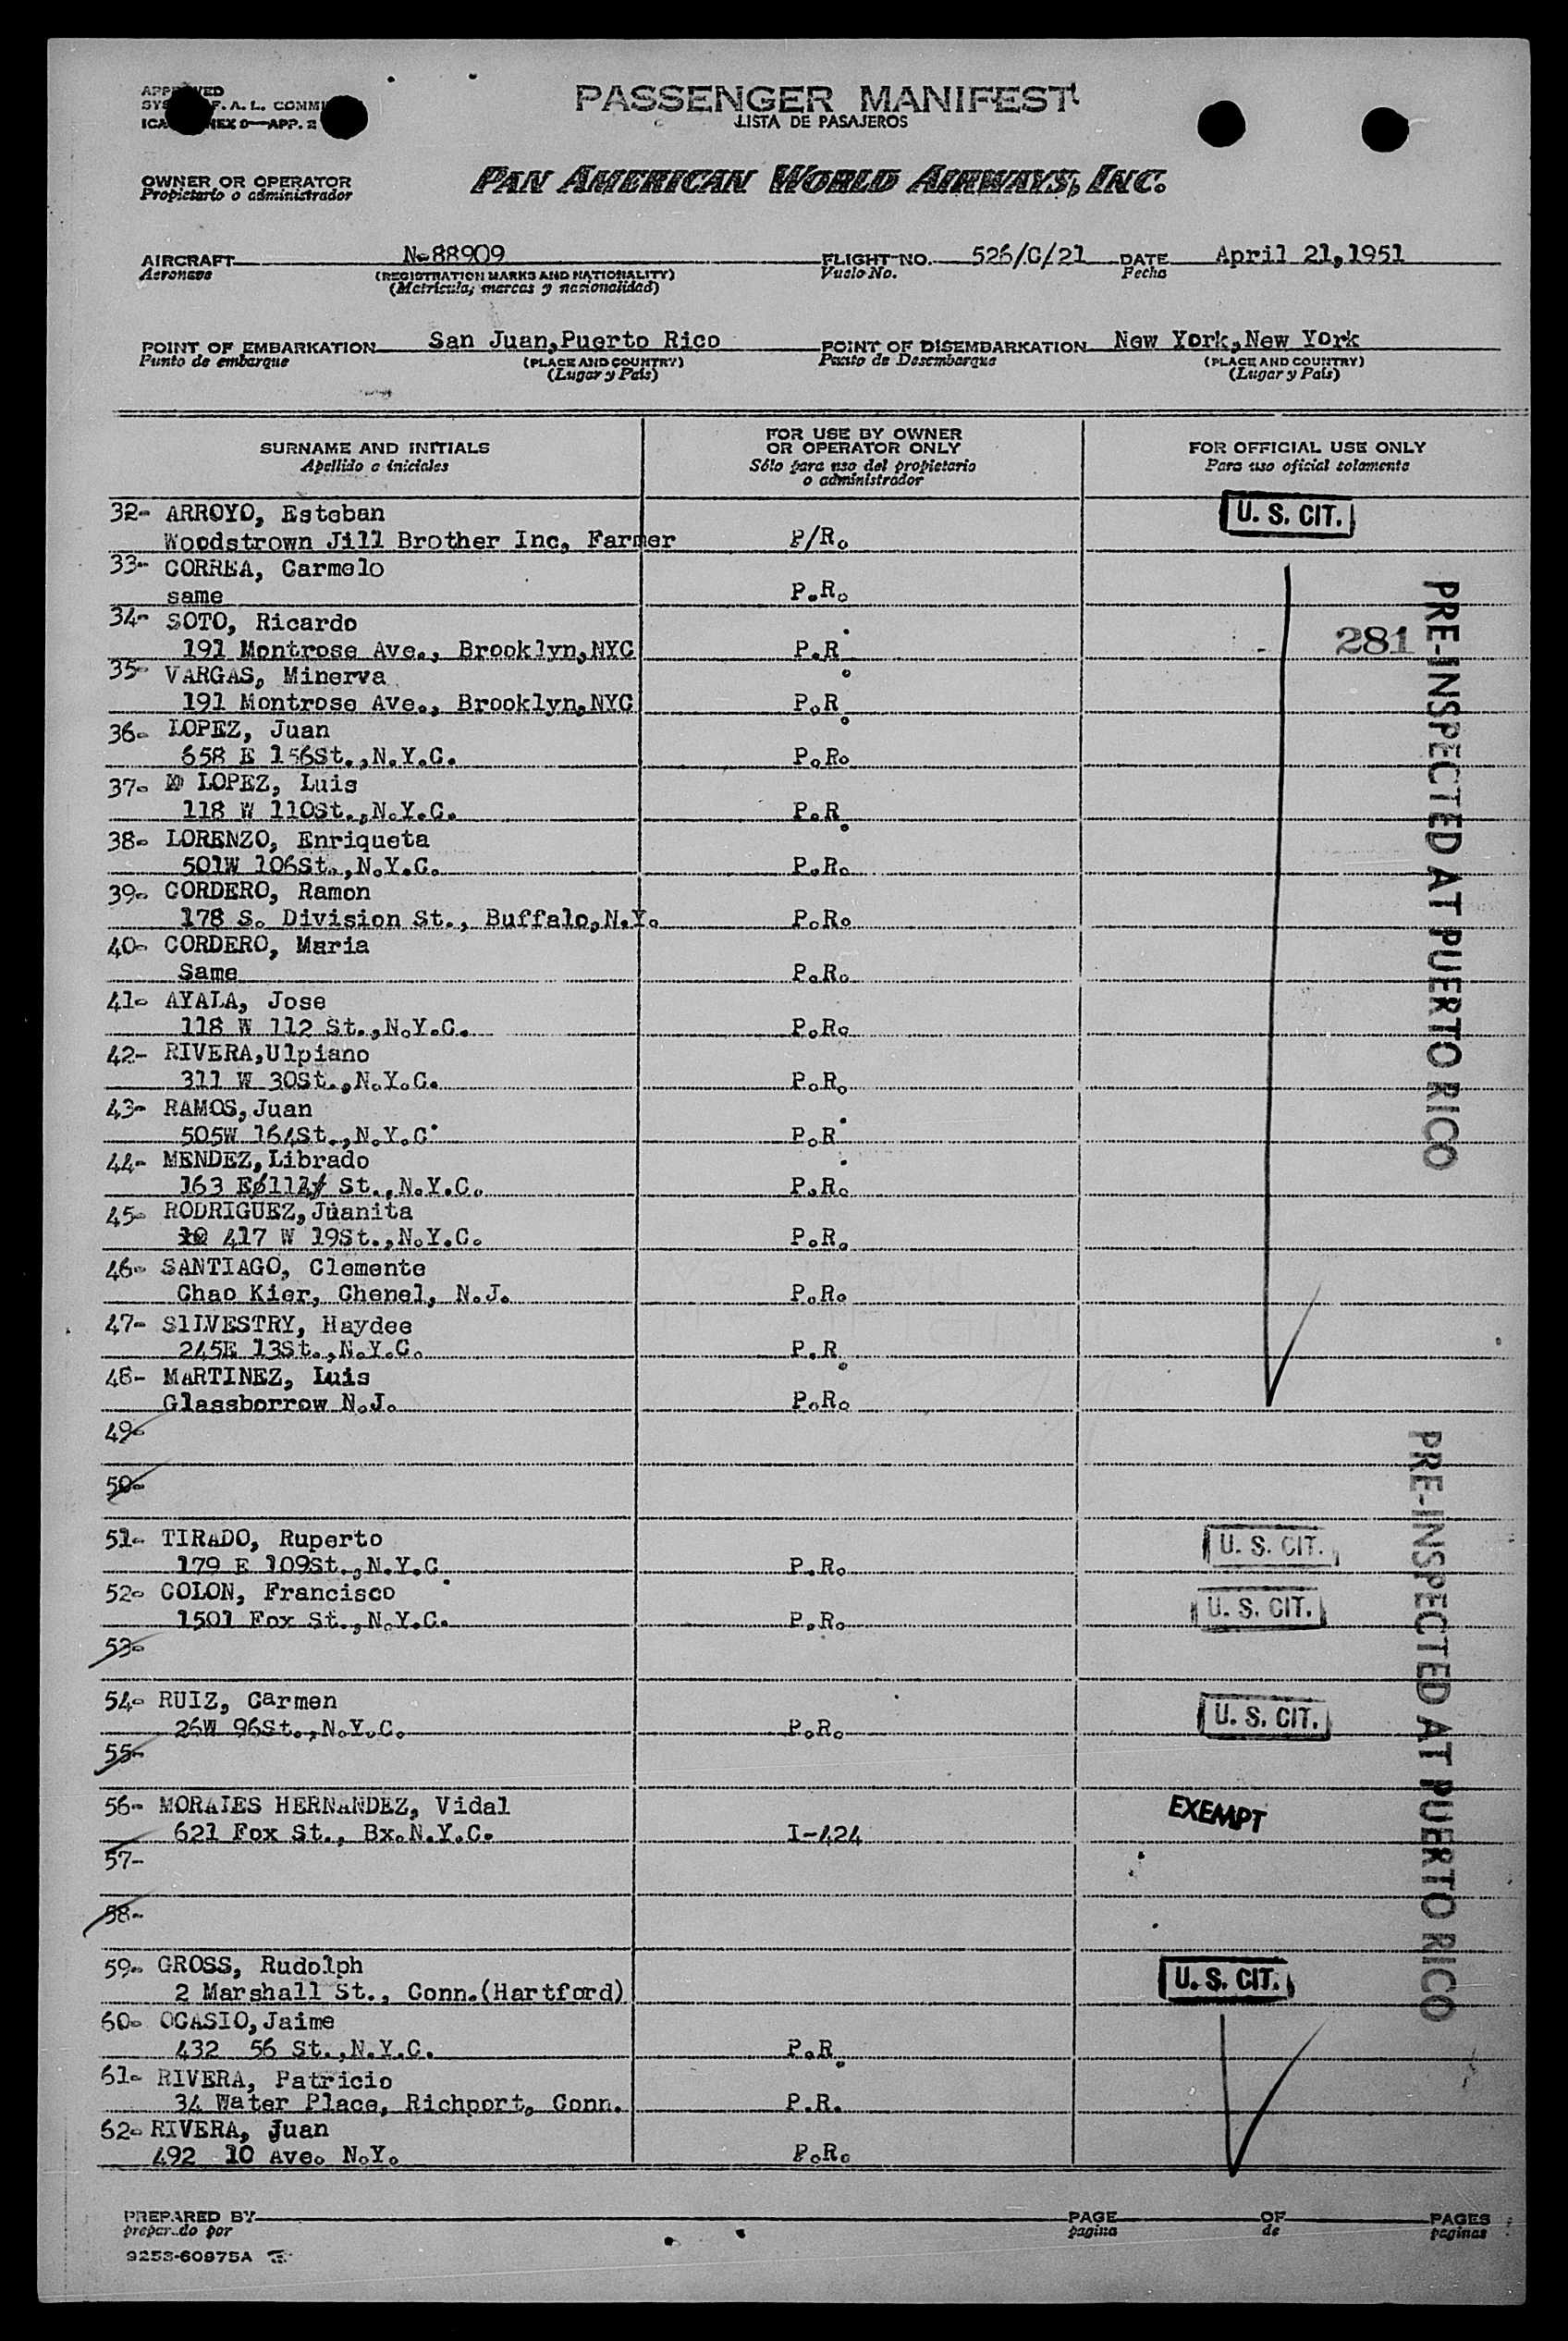 PASSENGER MANIFEST
LISTA DE PASAJEROS
F. A. L.
APP. 2
OWNER OR OPERATOR
Propietario o administrador
PAN AMERICAN WORLD AIRWAYS, INC.
AIRCRAFT N-88909 FLIGHT NO. 526/C/21 DATE April 21,1951
Aeronave (REGISTRATION MARKS AND NATIONALITY) Vuelo No. Fecha
(Matricula, marcas y nacionalidad)
POINT OF EMBARKATION San Juan,Puerto Rico POINT OF DISEMBARKATION New York,New York
Punto de embarque (PLACE AND COUNTRY) Punto de Desembarque (PLACE AND COUNTRY)
(Lugar y País) (Lugar y País)
SURNAME AND INITIALS
Apellido e iniciales
FOR USE BY OWNER
OR OPERATOR ONLY
Sólo para uso del propietario
o administrador
FOR OFFICIAL USE ONLY
Para uso oficial solamente
32- ARROYO, Esteban U. S. CIT.
Woodstrown Jill Brother Inc, Farmer P/R.
33- CORREA, Carmelo
same P.R.
34- SOTO, Ricardo
191 Montrose Ave., Brooklyn,NYC P.R. 281
35- VARGAS, Minerva
191 Montrose Ave., Brooklyn,NYC P.R.
36- LOPEZ, Juan
658 E 156St.,N.Y.C. P.R.
37- LOPEZ, Luis
118 W 110St.,N.Y.C. P.R.
38- LORENZO, Enriqueta
501W 106St.,N.Y.C. P.R.
39- CORDERO, Ramon
178 S. Division St., Buffalo,N.Y. P.R.
40- CORDERO, Maria
Same P.R.
41- AYALA, Jose
118 W 112 St.,N.Y.C. P.R.
42- RIVERA,Ulpiano
311 W 30St.,N.Y.C. P.R.
43- RAMOS,Juan
505W 164St.,N.Y.C. P.R.
44- MENDEZ,Librado
163 St.,N.Y.C. P.R.
45- RODRIGUEZ,Juanita
417 W 19St.,N.Y.C. P.R.
46- SANTIAGO, Clemente
Chao Kier, Chenel, N.J. P.R.
47- SILVESTRY, Haydee
245E 13St.,N.Y.C. P.R.
48- MARTINEZ, Luis
Glassborrow N.J. P.R.
49-
50-
51- TIRADO, Ruperto U. S. CIT.
179 E 109St.,N.Y.C. P.R.
52- COLON, Francisco U. S. CIT.
1501 Fox St.,N.Y.C. P.R.
53-
54- RUIZ, Carmen U. S. CIT.
26W 96St.,N.Y.C. P.R.
55-
56- MORALES HERNANDEZ, Vidal EXEMPT
621 Fox St., Bx.N.Y.C. I-424
57-
58-
59- GROSS, Rudolph U. S. CIT.
2 Marshall St., Conn.(Hartford)
60- OCASIO,Jaime
432 56 St.,N.Y.C. P.R.
61- RIVERA, Patricio
34 Water Place, Richport, Conn. P.R.
62- RIVERA, Juan
492 10 Ave. N.Y. P.R.
PRE-INSPECTED AT PUERTO RICO
PRE-INSPECTED AT PUERTO RICO
PREPARED BY PAGE OF PAGES
preparado por pagina de paginas
9253-60975A